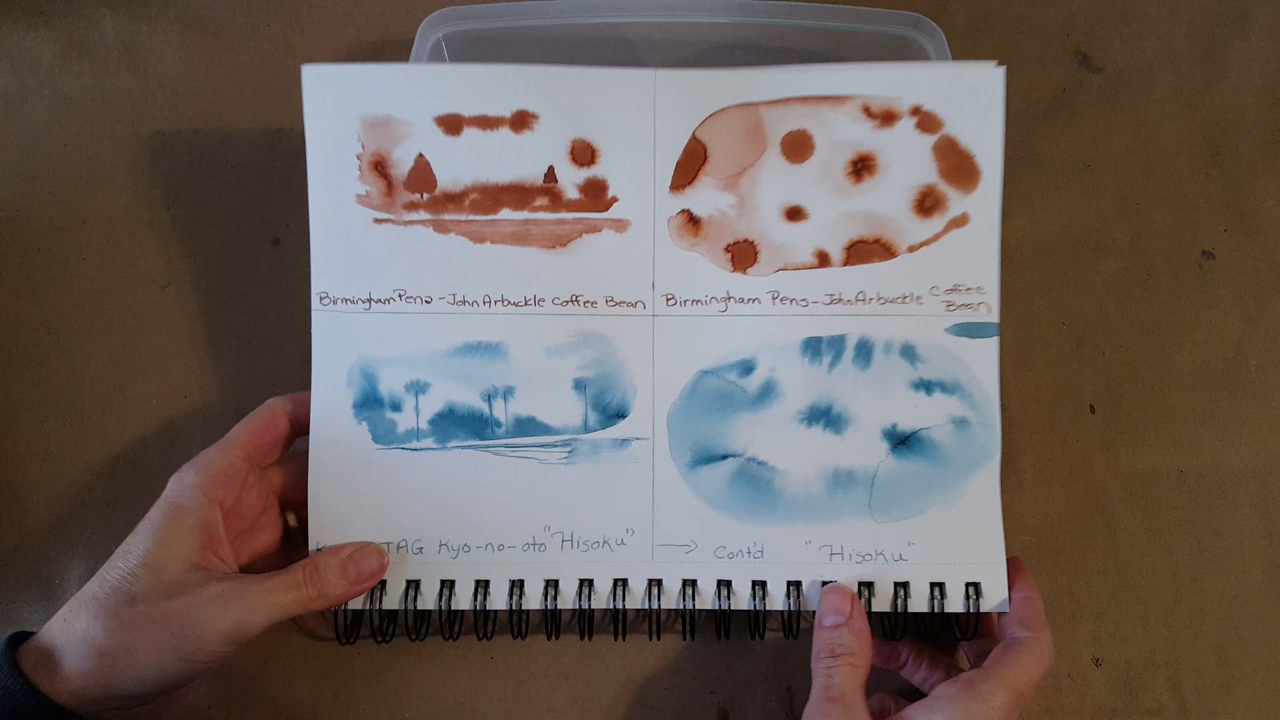 Birmingham Pens - John Arbuckle Coffee Bean
Birmingham Pens - John Arbuckle Coffee
Bean
TAG Kyo-no-oto "Hisoku"
→ Cont'd "Hisoku"